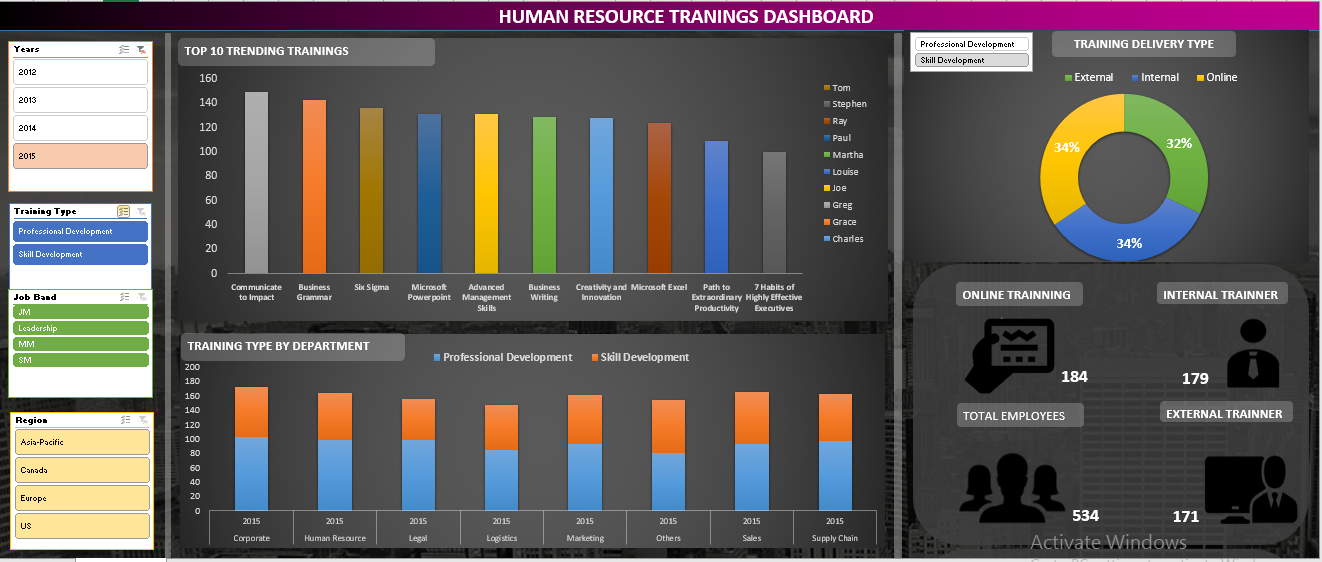 HUMAN RESOURCE TRANINGS DASHBOARD
Years
2012
2013
2014
2015
Training Type
Professional Development
Skill Development
Job Band
JM
Leadership
MM
SM
Region
Asia-Pacific
Canada
Europe
US
TOP 10 TRENDING TRAININGS
160
140
120
100
80
60
40
20
0
Communicate
to Impact
Business
Grammar
Six Sigma
Microsoft
Powerpoint
Advanced
Management
Skills
Business
Writing
Creativity and
Innovation
Microsoft Excel
Path to
Extraordinary
Productivity
7 Habits of
Highly Effective
Executives
Tom
Stephen
Ray
Paul
Martha
Louise
Joe
Greg
Grace
Charles
TRAINING TYPE BY DEPARTMENT
Professional Development
Skill Development
200
180
160
140
120
100
80
60
40
20
0
2015 2015 2015 2015 2015 2015 2015 2015
Corporate Human Resource Legal Logistics Marketing Others Sales Supply Chain
Professional Development
Skill Development
TRAINING DELIVERY TYPE
External Internal Online
34%
32%
34%
ONLINE TRAINNING
184
INTERNAL TRAINNER
179
TOTAL EMPLOYEES
534
EXTERNAL TRAINNER
171
Activate Windows